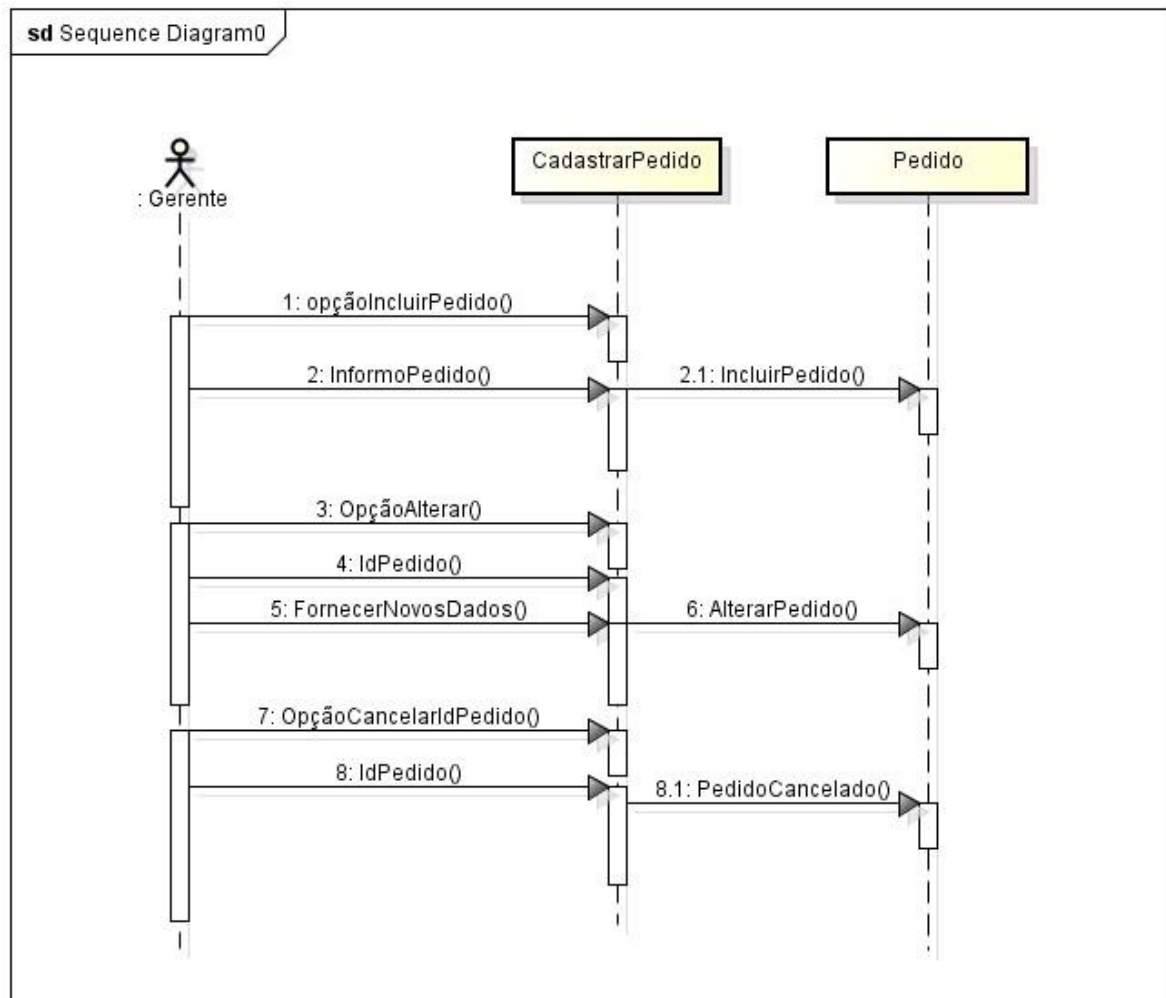 sd Sequence Diagram0
CadastrarPedido
Pedido
: Gerente
1: opçãoIncluirPedido()
2: InformoPedido()
2.1: IncluirPedido()
3: OpçãoAlterar()
4: IdPedido()
5: FornecerNovosDados()
6: AlterarPedido()
7: OpçãoCancelarIdPedido()
8: IdPedido()
8.1: PedidoCancelado()